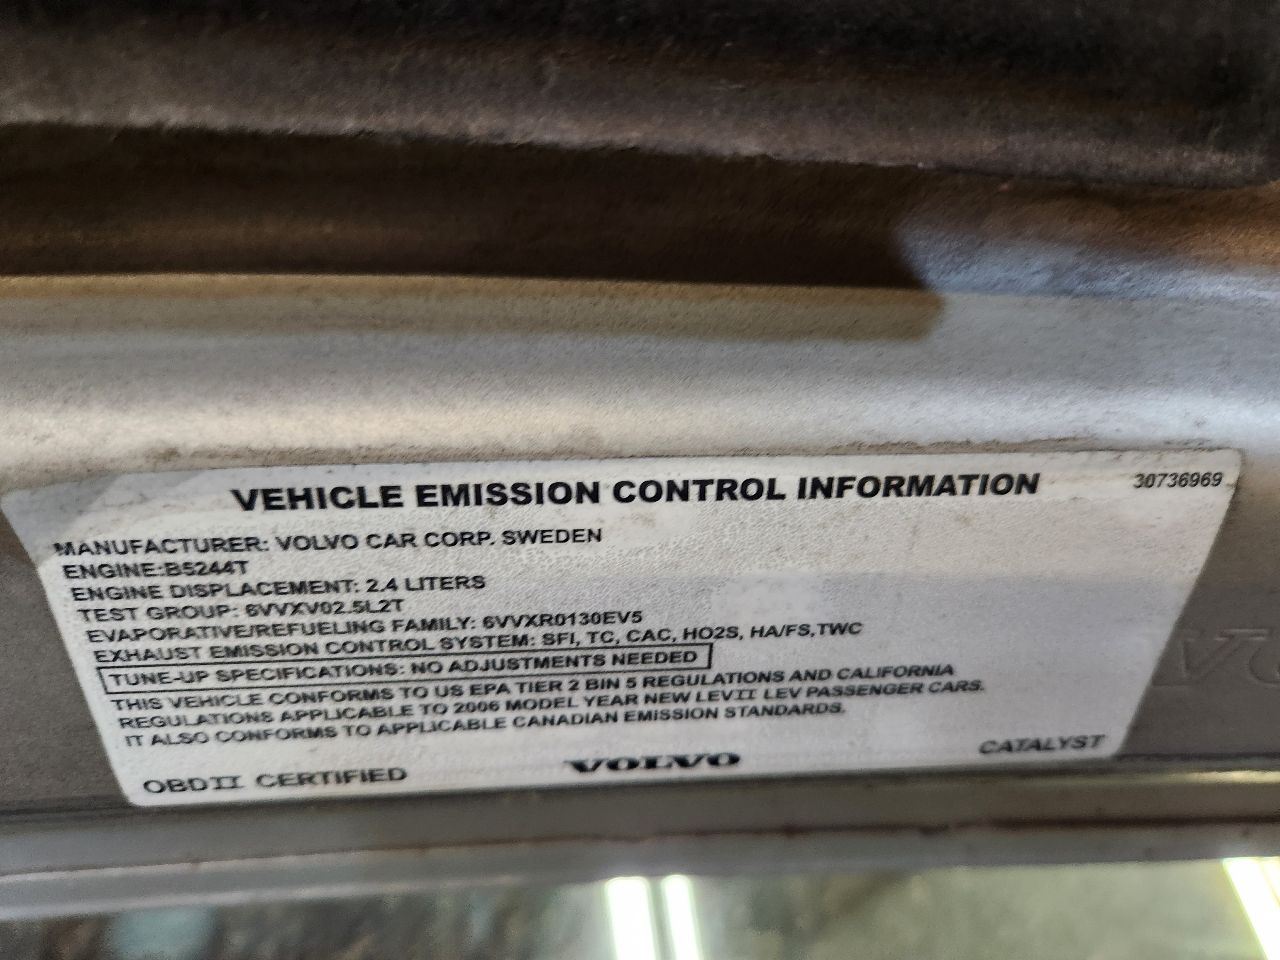 VEHICLE EMISSION CONTROL INFORMATION 30736969
MANUFACTURER: VOLVO CAR CORP. SWEDEN
ENGINE:B5244T
ENGINE DISPLACEMENT: 2.4 LITERS
TEST GROUP: 6VVXV02.5L2T
EVAPORATIVE/REFUELING FAMILY: 6VVXR0130EV5
EXHAUST EMISSION CONTROL SYSTEM: SFI, TC, CAC, HO2S, HA/FS,TWC
TUNE-UP SPECIFICATIONS: NO ADJUSTMENTS NEEDED
THIS VEHICLE CONFORMS TO US EPA TIER 2 BIN 5 REGULATIONS AND CALIFORNIA
REGULATIONS APPLICABLE TO 2006 MODEL YEAR NEW LEVII LEV PASSENGER CARS.
IT ALSO CONFORMS TO APPLICABLE CANADIAN EMISSION STANDARDS.
OBDII CERTIFIED VOLVO CATALYST